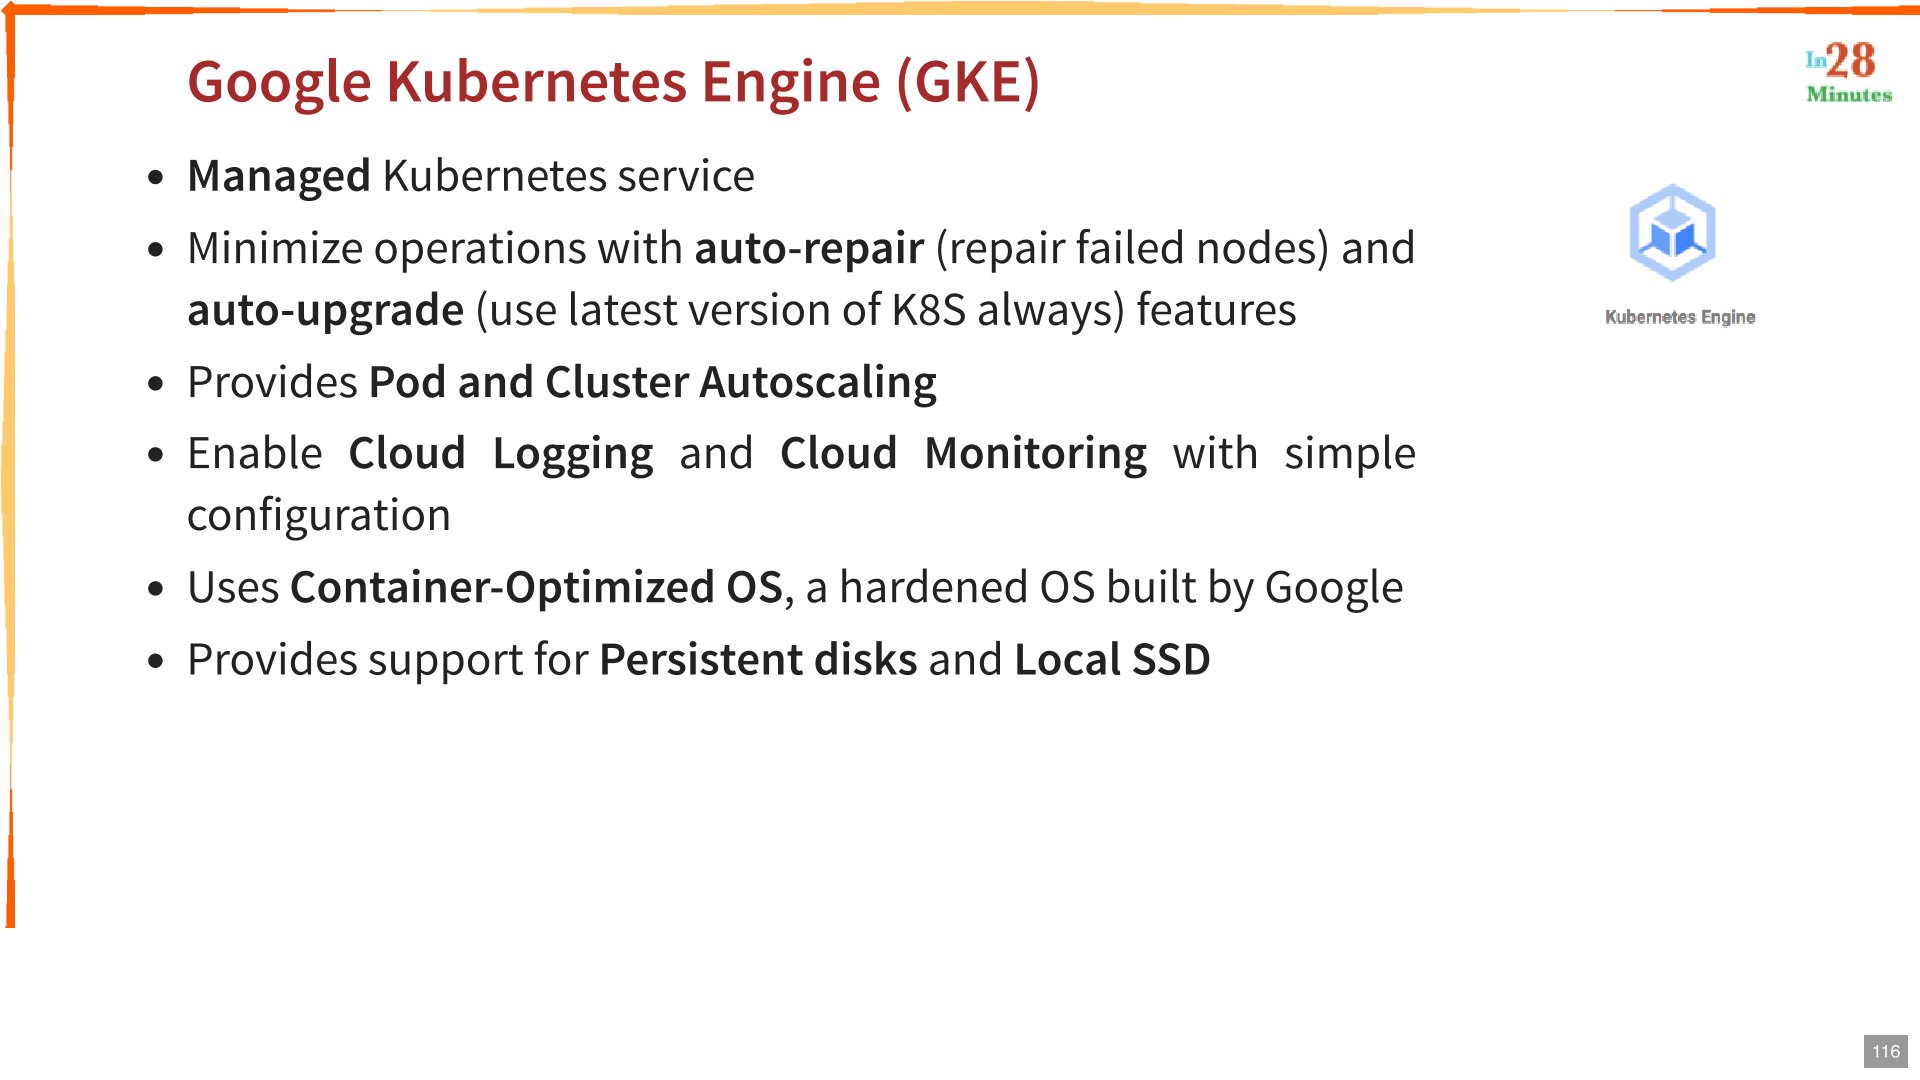 Google Kubernetes Engine (GKE)
In28
Minutes
• Managed Kubernetes service
• Minimize operations with auto-repair (repair failed nodes) and
auto-upgrade (use latest version of K8S always) features
• Provides Pod and Cluster Autoscaling
• Enable Cloud Logging and Cloud Monitoring with simple
configuration
• Uses Container-Optimized OS, a hardened OS built by Google
• Provides support for Persistent disks and Local SSD
Kubernetes Engine
116